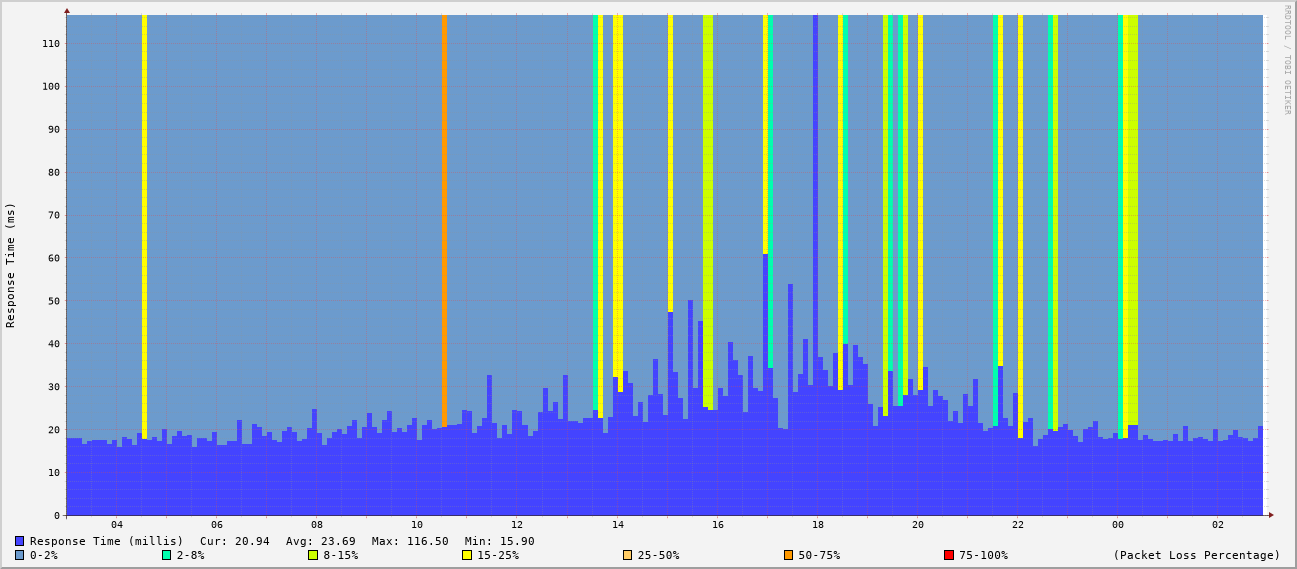 RRDTOOL / TOBI OETIKER
Response Time (ms)
110
100
90
80
70
60
50
40
30
20
10
0
04 06 08 10 12 14 16 18 20 22 00 02
Response Time (millis) Cur: 20.94 Avg: 23.69 Max: 116.50 Min: 15.90
0-2% 2-8% 8-15% 15-25% 25-50% 50-75% 75-100% (Packet Loss Percentage)